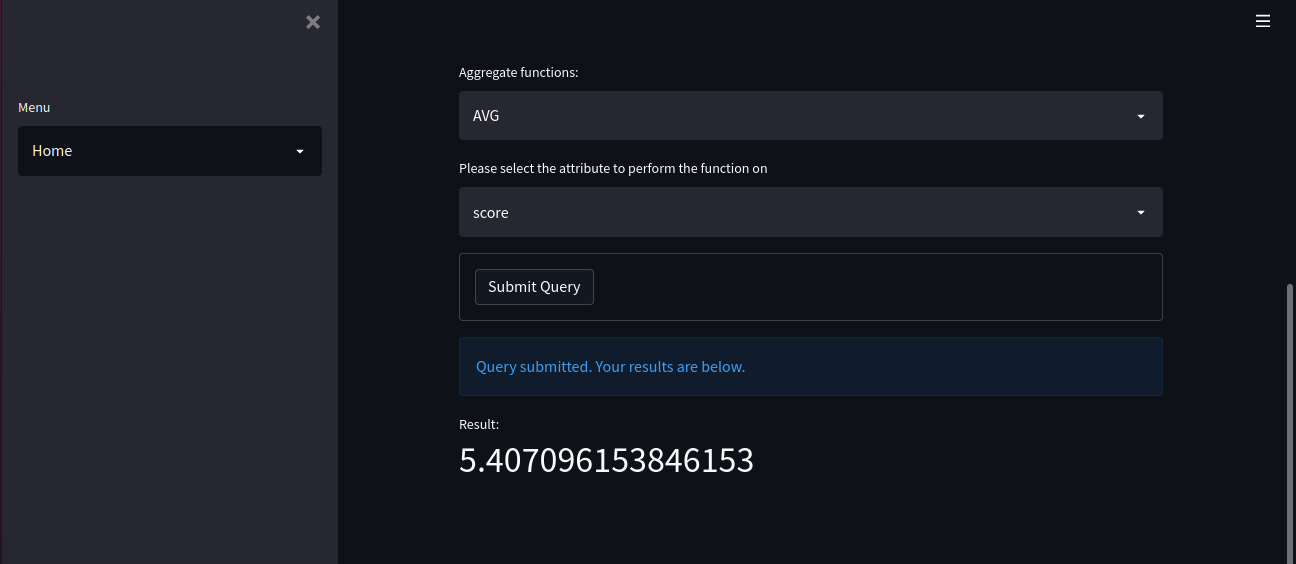 Menu
Home
Aggregate functions:
AVG
Please select the attribute to perform the function on
score
Submit Query
Query submitted. Your results are below.
Result:
5.407096153846153